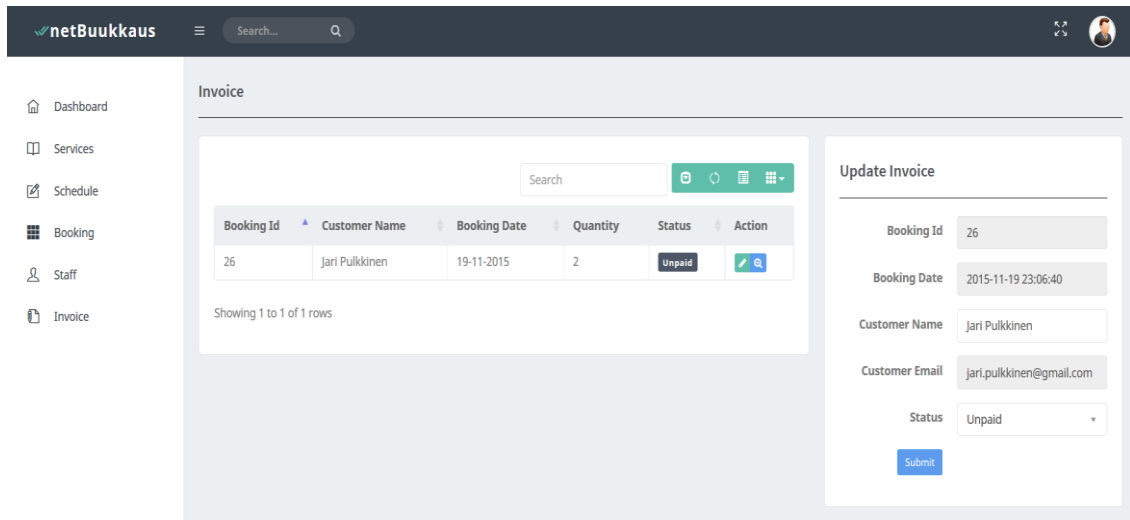 netBuukkaus
Search...
Dashboard
Services
Schedule
Booking
Staff
Invoice
Invoice
Search
Booking Id Customer Name Booking Date Quantity Status Action
26 Jari Pulkkinen 19-11-2015 2 Unpaid
Showing 1 to 1 of 1 rows
Update Invoice
Booking Id 26
Booking Date 2015-11-19 23:06:40
Customer Name Jari Pulkkinen
Customer Email jari.pulkkinen@gmail.com
Status Unpaid
Submit